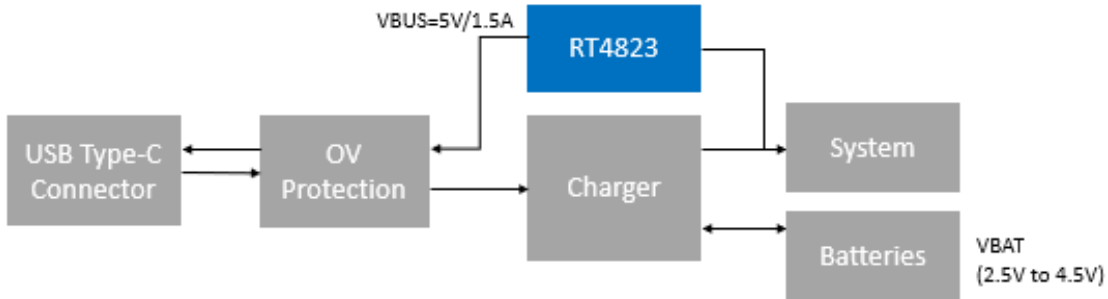 VBUS=5V/1.5A
RT4823
USB Type-C
Connector
OV
Protection
Charger
System
Batteries
VBAT
(2.5V to 4.5V)